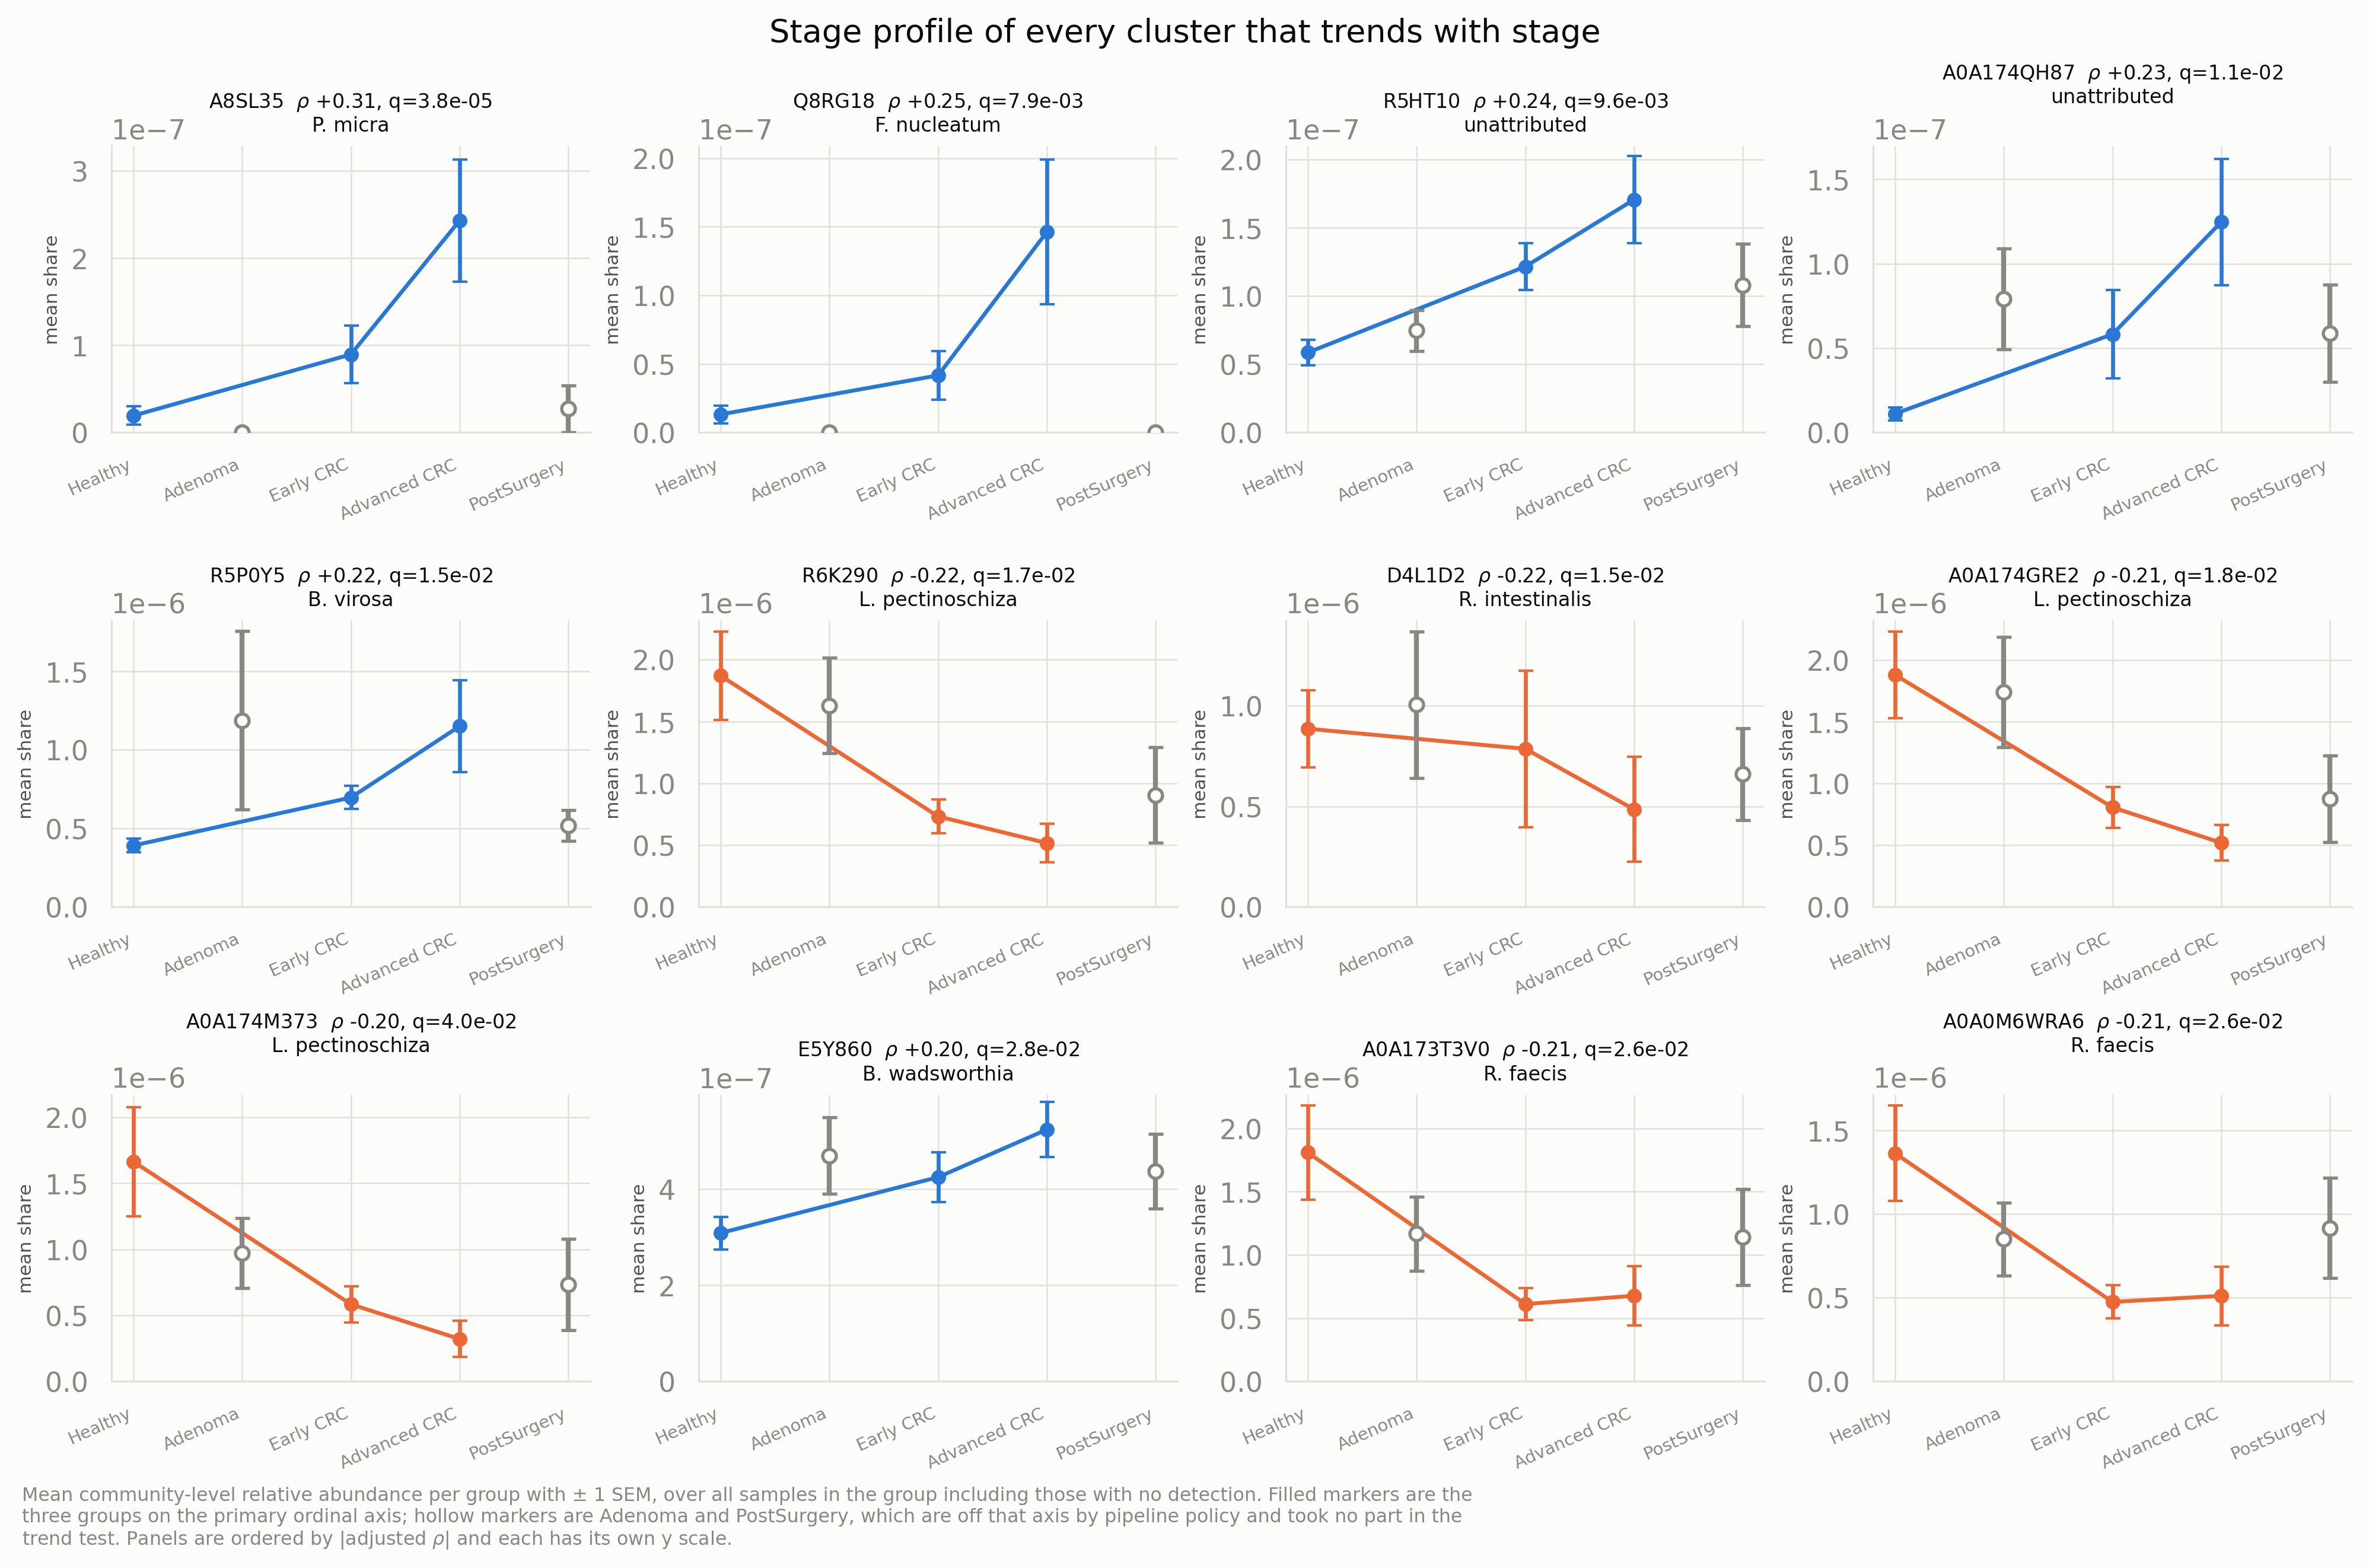 Stage profile of every cluster that trends with stage
A8SL35 ρ +0.31, q=3.8e-05
P. micra
1e−7
3
2
1
0
mean share
Healthy
Adenoma
Early CRC
Advanced CRC
PostSurgery
Q8RG18 ρ +0.25, q=7.9e-03
F. nucleatum
1e−7
2.0
1.5
1.0
0.5
0.0
mean share
Healthy
Adenoma
Early CRC
Advanced CRC
PostSurgery
R5HT10 ρ +0.24, q=9.6e-03
unattributed
1e−7
2.0
1.5
1.0
0.5
0.0
mean share
Healthy
Adenoma
Early CRC
Advanced CRC
PostSurgery
A0A174QH87 ρ +0.23, q=1.1e-02
unattributed
1e−7
1.5
1.0
0.5
0.0
mean share
Healthy
Adenoma
Early CRC
Advanced CRC
PostSurgery
R5P0Y5 ρ +0.22, q=1.5e-02
B. virosa
1e−6
1.5
1.0
0.5
0.0
mean share
Healthy
Adenoma
Early CRC
Advanced CRC
PostSurgery
R6K290 ρ -0.22, q=1.7e-02
L. pectinoschiza
1e−6
2.0
1.5
1.0
0.5
0.0
mean share
Healthy
Adenoma
Early CRC
Advanced CRC
PostSurgery
D4L1D2 ρ -0.22, q=1.5e-02
R. intestinalis
1e−6
1.0
0.5
0.0
mean share
Healthy
Adenoma
Early CRC
Advanced CRC
PostSurgery
A0A174GRE2 ρ -0.21, q=1.8e-02
L. pectinoschiza
1e−6
2.0
1.5
1.0
0.5
0.0
mean share
Healthy
Adenoma
Early CRC
Advanced CRC
PostSurgery
A0A174M373 ρ -0.20, q=4.0e-02
L. pectinoschiza
1e−6
2.0
1.5
1.0
0.5
0.0
mean share
Healthy
Adenoma
Early CRC
Advanced CRC
PostSurgery
E5Y860 ρ +0.20, q=2.8e-02
B. wadsworthia
1e−7
4
2
0
mean share
Healthy
Adenoma
Early CRC
Advanced CRC
PostSurgery
A0A173T3V0 ρ -0.21, q=2.6e-02
R. faecis
1e−6
2.0
1.5
1.0
0.5
0.0
mean share
Healthy
Adenoma
Early CRC
Advanced CRC
PostSurgery
A0A0M6WRA6 ρ -0.21, q=2.6e-02
R. faecis
1e−6
1.5
1.0
0.5
0.0
mean share
Healthy
Adenoma
Early CRC
Advanced CRC
PostSurgery
Mean community-level relative abundance per group with ± 1 SEM, over all samples in the group including those with no detection. Filled markers are the
three groups on the primary ordinal axis; hollow markers are Adenoma and PostSurgery, which are off that axis by pipeline policy and took no part in the
trend test. Panels are ordered by |adjusted ρ| and each has its own y scale.